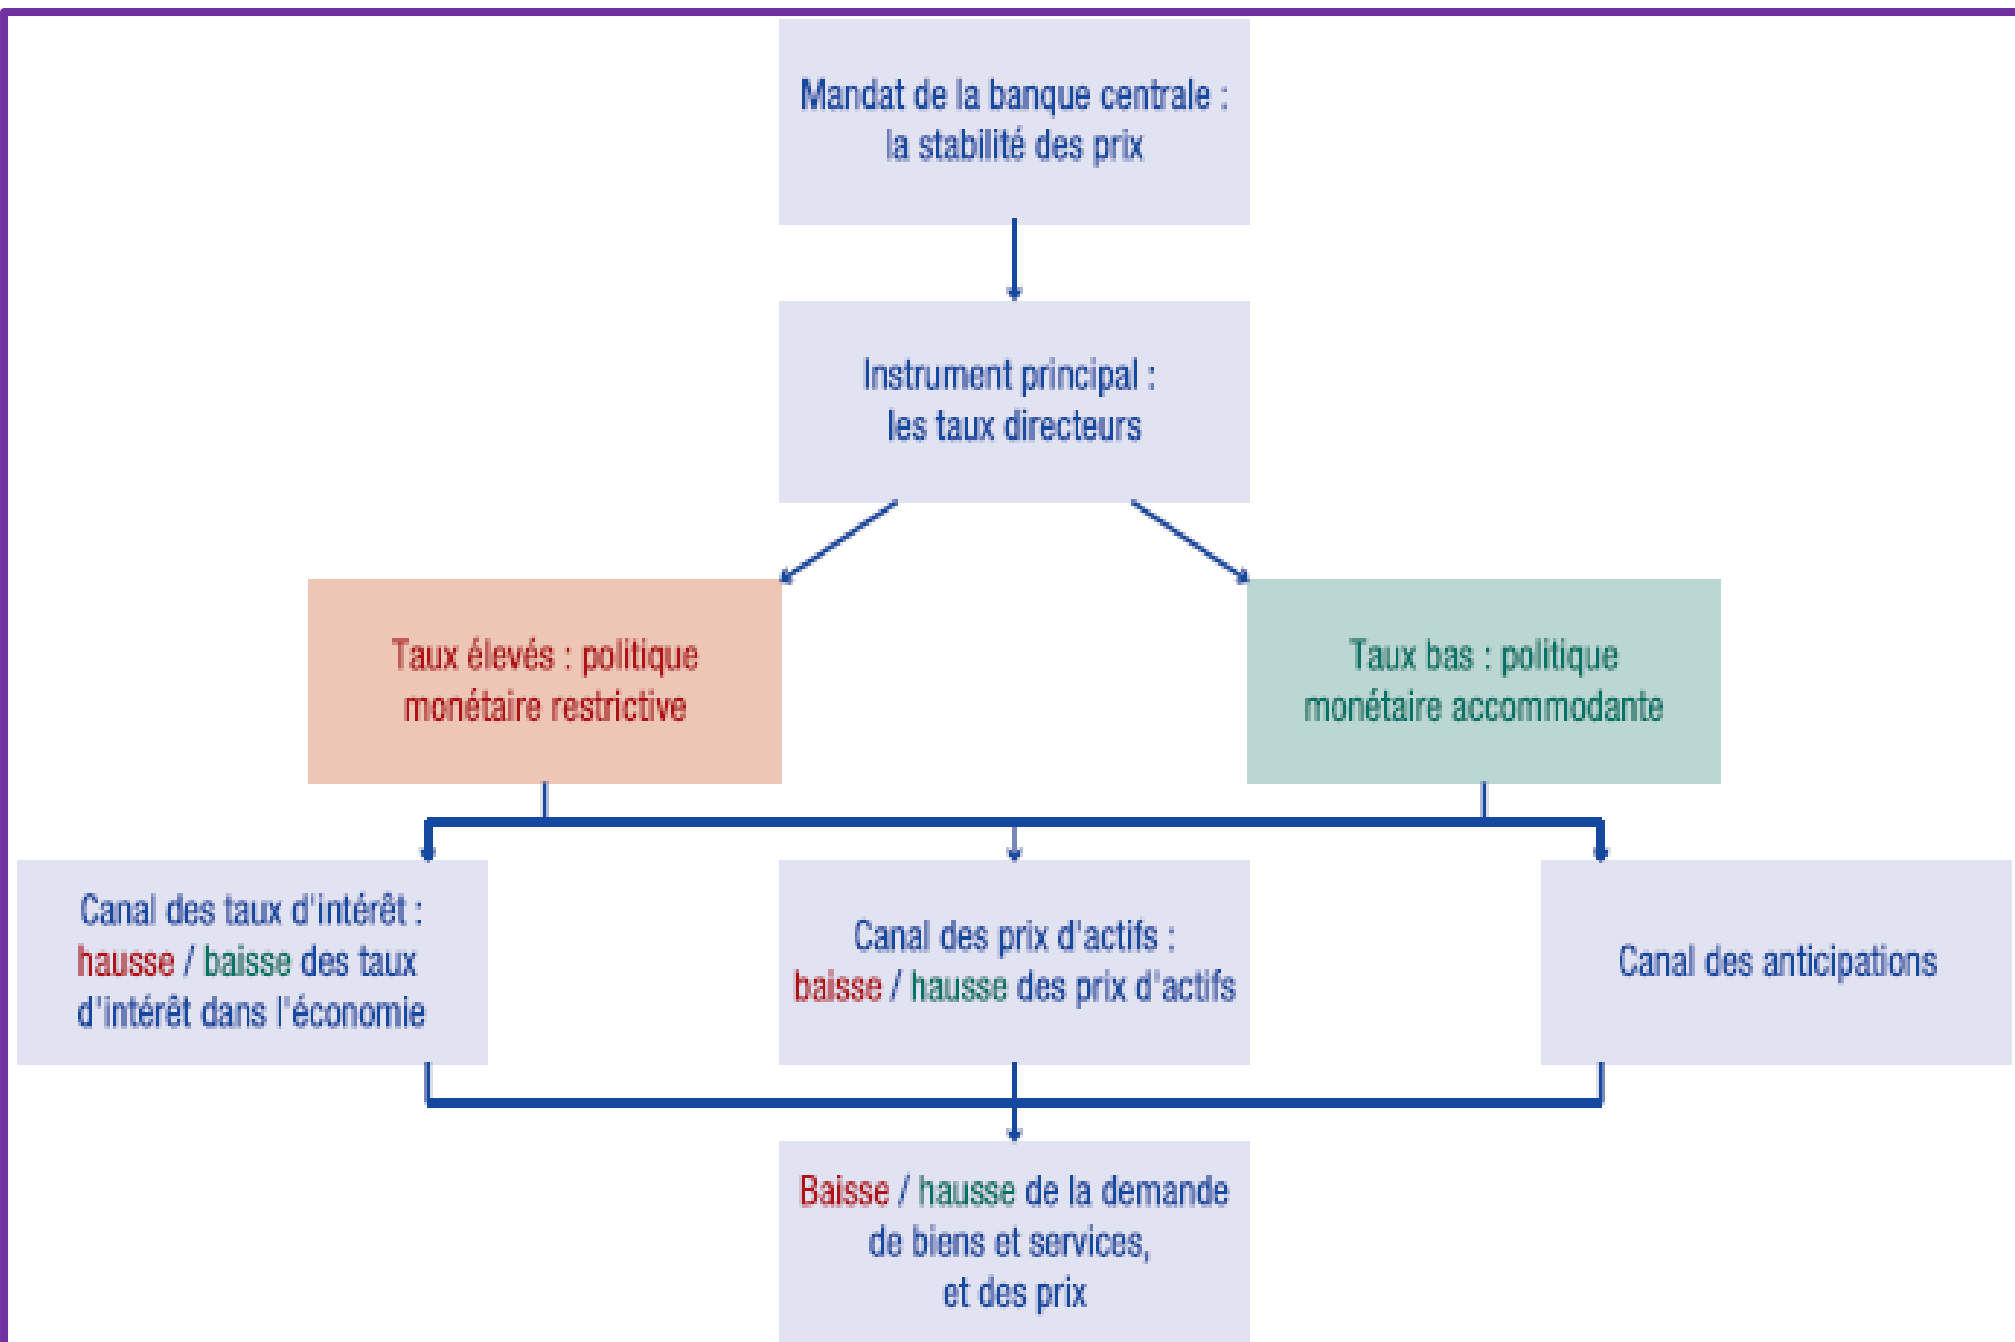 Mandat de la banque centrale :
la stabilité des prix
Instrument principal :
les taux directeurs
Taux élevés : politique
monétaire restrictive
Taux bas : politique
monétaire accommodante
Canal des taux d'intérêt :
hausse / baisse des taux
d'intérêt dans l'économie
Canal des prix d'actifs :
baisse / hausse des prix d'actifs
Canal des anticipations
Baisse / hausse de la demande
de biens et services,
et des prix